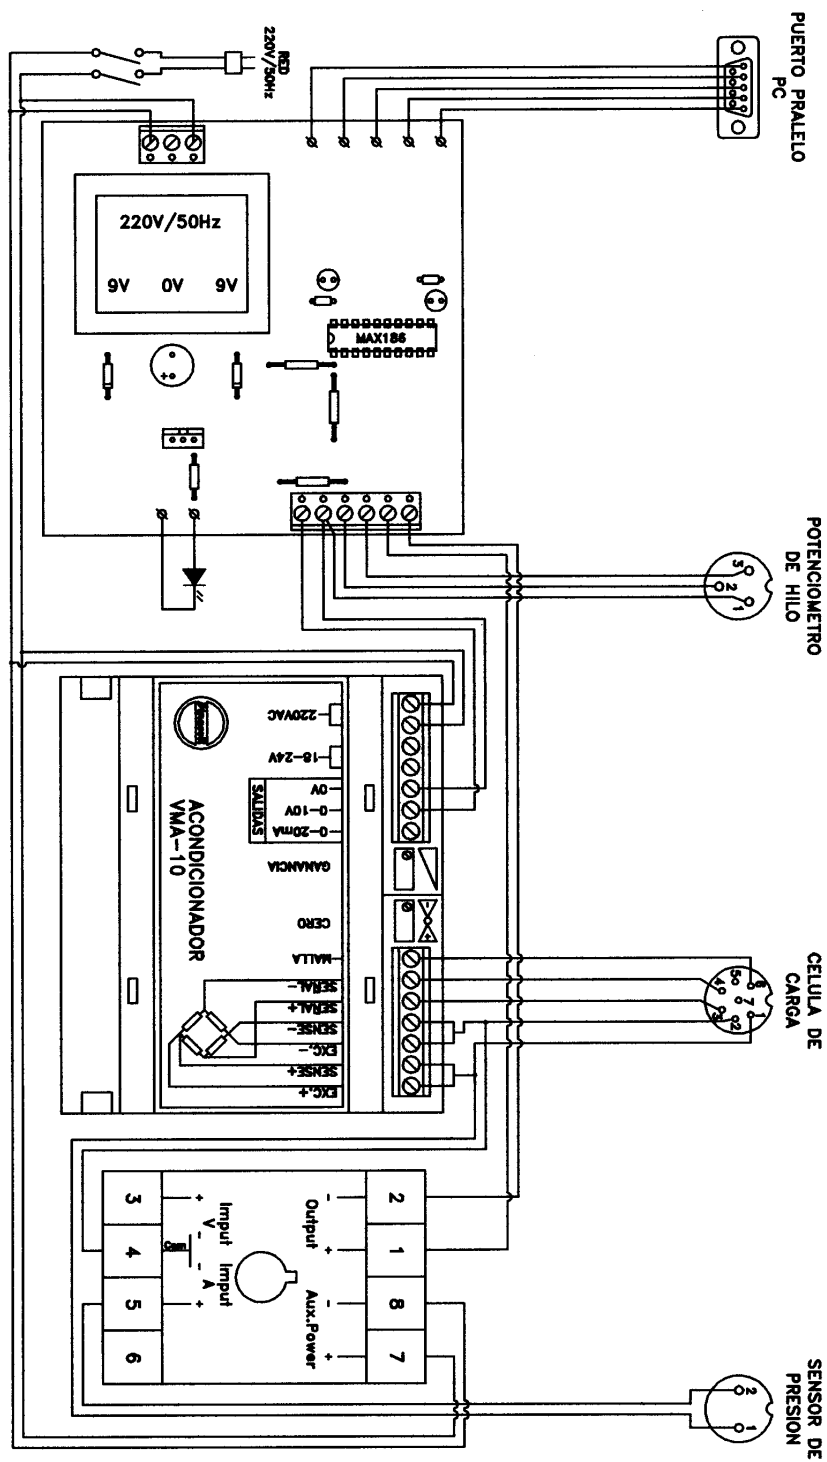 PUERTO PRALELO
PC
RED
220V/50Hz
220V/50Hz
9V 0V 9V
+
MAX186
POTENCIOMETRO
DE HILO
3
2
1
220VAC
18-24V
0V
0-10V
0-20mA
SALIDAS
GANANCIA
CERO
MALLA
SEÑAL-
SEÑAL+
SENSE-
EXC.-
SENSE+
EXC.+
ACONDICIONADOR
VMA-10
- +
CELULA DE
CARGA
6
5
4
7
3
2
1
2
1
8
7
- Output +
- Aux.Power +
+ Imput V -
- Imput A +
Com
3
4
5
6
SENSOR DE
PRESION
2
1